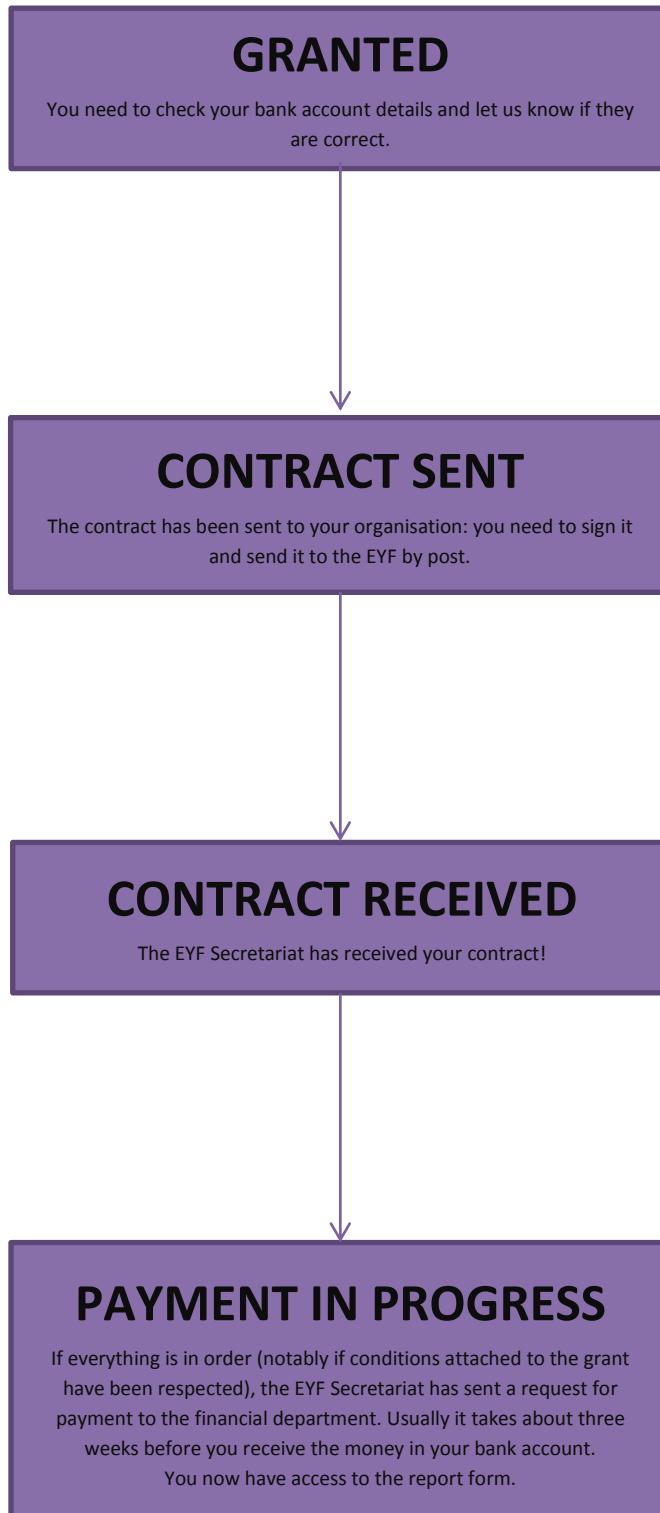 GRANTED
You need to check your bank account details and let us know if they
are correct.
CONTRACT SENT
The contract has been sent to your organisation: you need to sign it
and send it to the EYF by post.
CONTRACT RECEIVED
The EYF Secretariat has received your contract!
PAYMENT IN PROGRESS
If everything is in order (notably if conditions attached to the grant
have been respected), the EYF Secretariat has sent a request for
payment to the financial department. Usually it takes about three
weeks before you receive the money in your bank account.
You now have access to the report form.